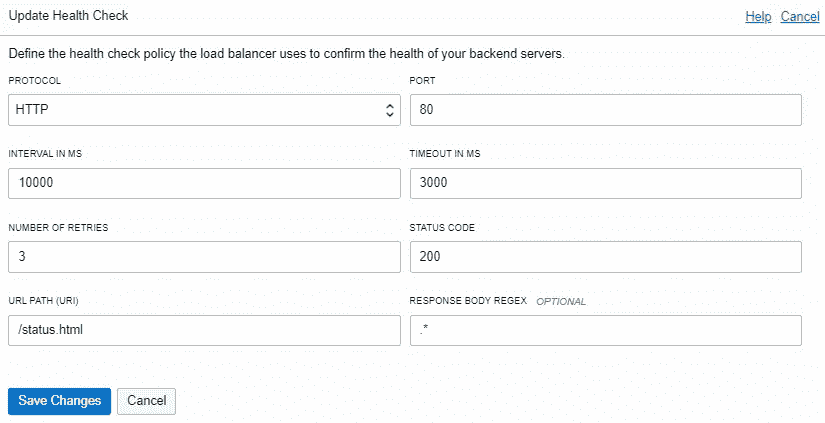 Update Health Check Help Cancel
Define the health check policy the load balancer uses to confirm the health of your backend servers.
PROTOCOL PORT
HTTP 80
INTERVAL IN MS TIMEOUT IN MS
10000 3000
NUMBER OF RETRIES STATUS CODE
3 200
URL PATH (URI) RESPONSE BODY REGEX OPTIONAL
/status.html .*
Save Changes Cancel